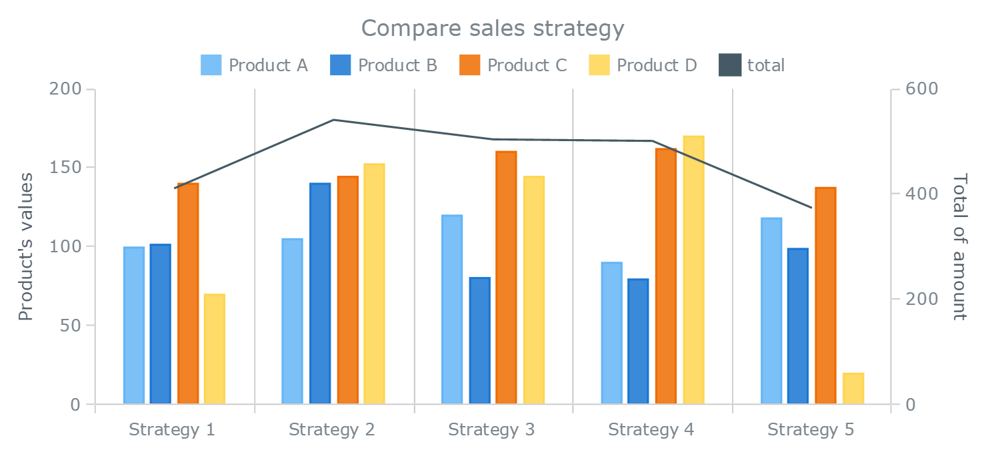 Compare sales strategy
Product A Product B Product C Product D total
200
150
100
50
0
Product's values
600
400
200
0
Total of amount
Strategy 1 Strategy 2 Strategy 3 Strategy 4 Strategy 5